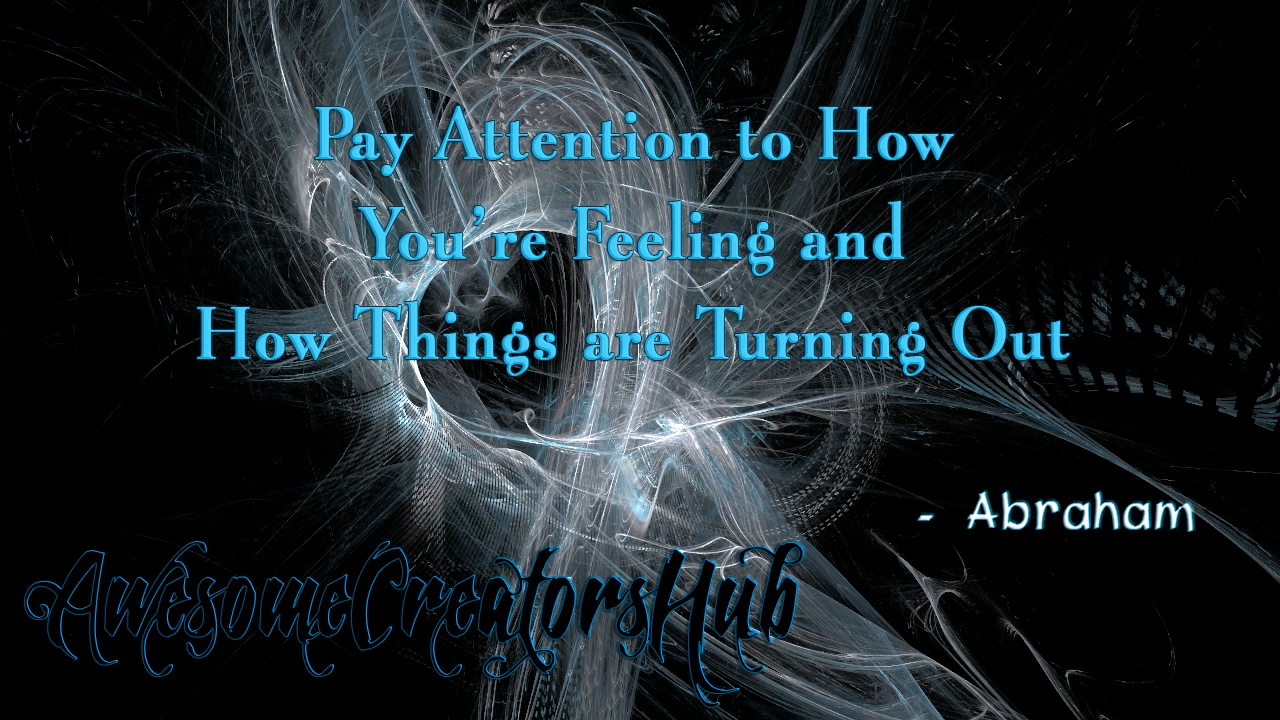 Pay Attention to How
You're Feeling and
How Things are Turning Out
- Abraham
AwesomeCreatorsHub